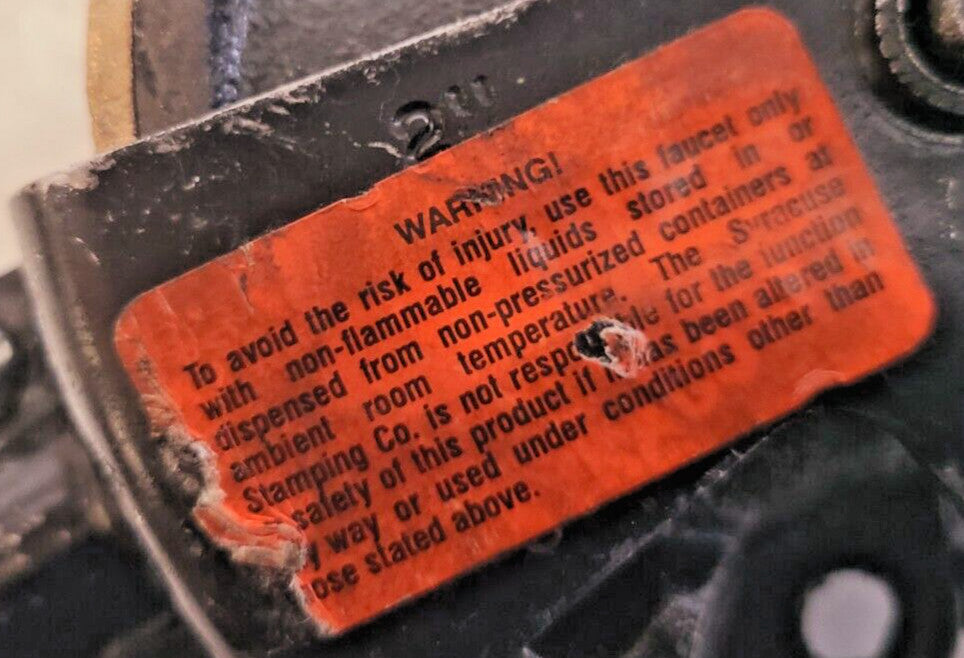 2"
WARNING!
To avoid the risk of injury, use this faucet only
with non-flammable liquids stored in or
dispensed from non-pressurized containers at
ambient room temperature. The Syracuse
Stamping Co. is not responsible for the function
safety of this product if it has been altered in
y way or used under conditions other than
ose stated above.